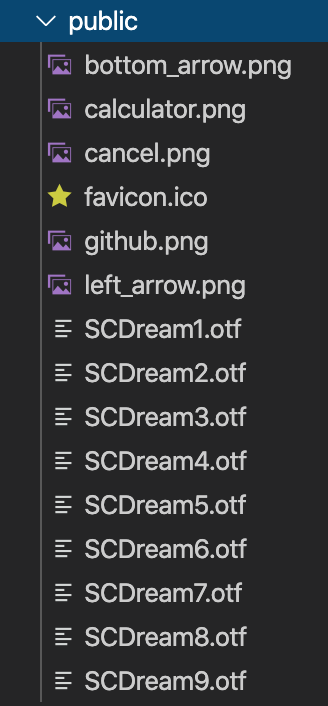 public
bottom_arrow.png
calculator.png
cancel.png
favicon.ico
github.png
left_arrow.png
SCDream1.otf
SCDream2.otf
SCDream3.otf
SCDream4.otf
SCDream5.otf
SCDream6.otf
SCDream7.otf
SCDream8.otf
SCDream9.otf